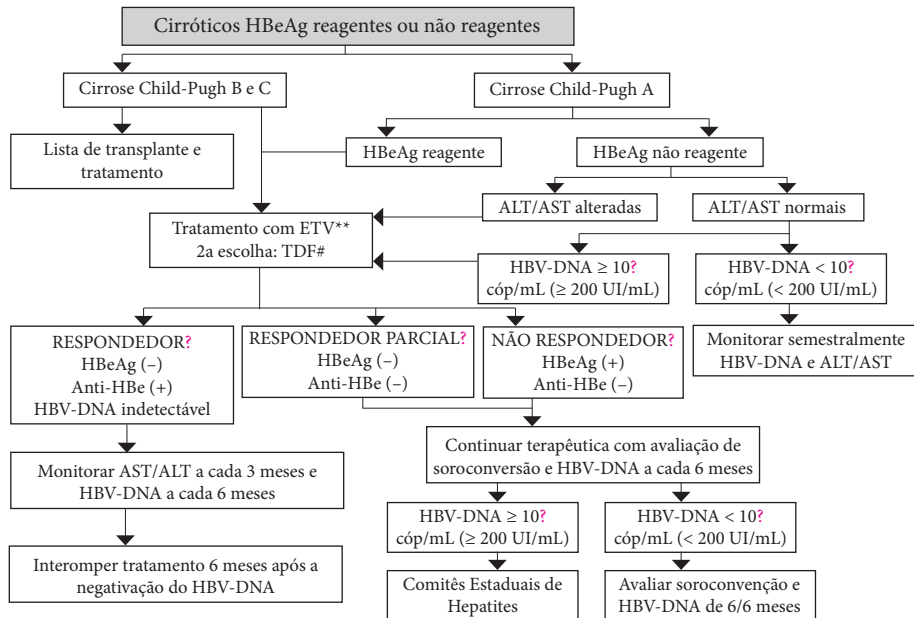 Cirróticos HBeAg reagentes ou não reagentes
Cirrose Child-Pugh B e C
Cirrose Child-Pugh A
Lista de transplante e
tratamento
HBeAg reagente
HBeAg não reagente
ALT/AST alteradas
ALT/AST normais
Tratamento com ETV**
2a escolha: TDF#
HBV-DNA ≥ 10?
cóp/mL (≥ 200 UI/mL)
HBV-DNA < 10?
cóp/mL (< 200 UI/mL)
RESPONDEDOR?
HBeAg (–)
Anti-HBe (+)
HBV-DNA indetectável
RESPONDEDOR PARCIAL?
HBeAg (–)
Anti-HBe (–)
NÃO RESPONDEDOR?
HBeAg (+)
Anti-HBe (–)
Monitorar semestralmente
HBV-DNA e ALT/AST
Monitorar AST/ALT a cada 3 meses e
HBV-DNA a cada 6 meses
Continuar terapêutica com avaliação de
soroconversão e HBV-DNA a cada 6 meses
HBV-DNA ≥ 10?
cóp/mL (≥ 200 UI/mL)
HBV-DNA < 10?
cóp/mL (< 200 UI/mL)
Interomper tratamento 6 meses após a
negativação do HBV-DNA
Comitês Estaduais de
Hepatites
Avaliar soroconvenção e
HBV-DNA de 6/6 meses